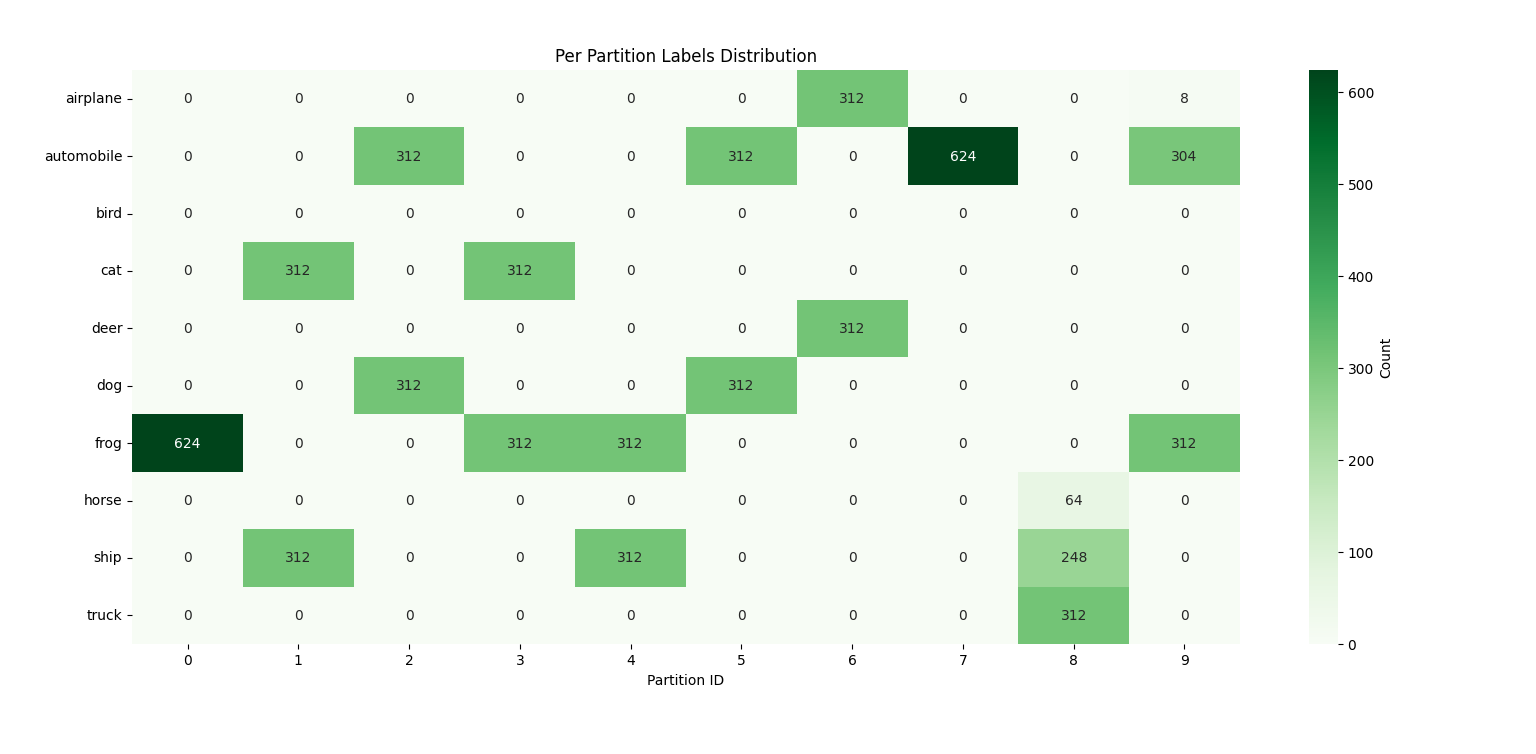 Per Partition Labels Distribution
airplane 0 0 0 0 0 0 312 0 0 8
automobile 0 0 312 0 0 312 0 624 0 304
bird 0 0 0 0 0 0 0 0 0 0
cat 0 312 0 312 0 0 0 0 0 0
deer 0 0 0 0 0 0 312 0 0 0
dog 0 0 312 0 0 312 0 0 0 0
frog 624 0 0 312 312 0 0 0 0 312
horse 0 0 0 0 0 0 0 0 64 0
ship 0 312 0 0 312 0 0 0 248 0
truck 0 0 0 0 0 0 0 0 312 0
0 1 2 3 4 5 6 7 8 9
Partition ID
600
500
400
300
200
100
0
Count